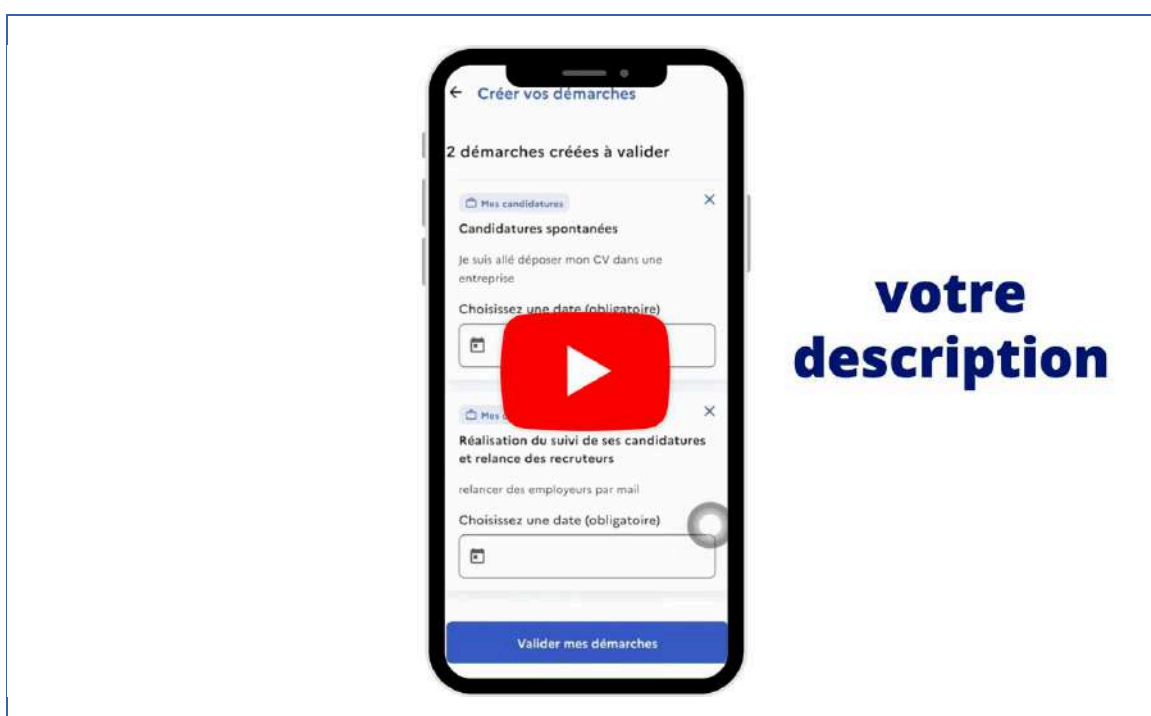 Créer vos démarches
2 démarches créées à valider
Mes candidatures
Candidatures spontanées
Je suis allé déposer mon CV dans une
entreprise
Choisissez une date (obligatoire)
Mes
Réalisation du suivi de ses candidatures
et relance des recruteurs
relancer des employeurs par mail
Choisissez une date (obligatoire)
Valider mes démarches
votre
description